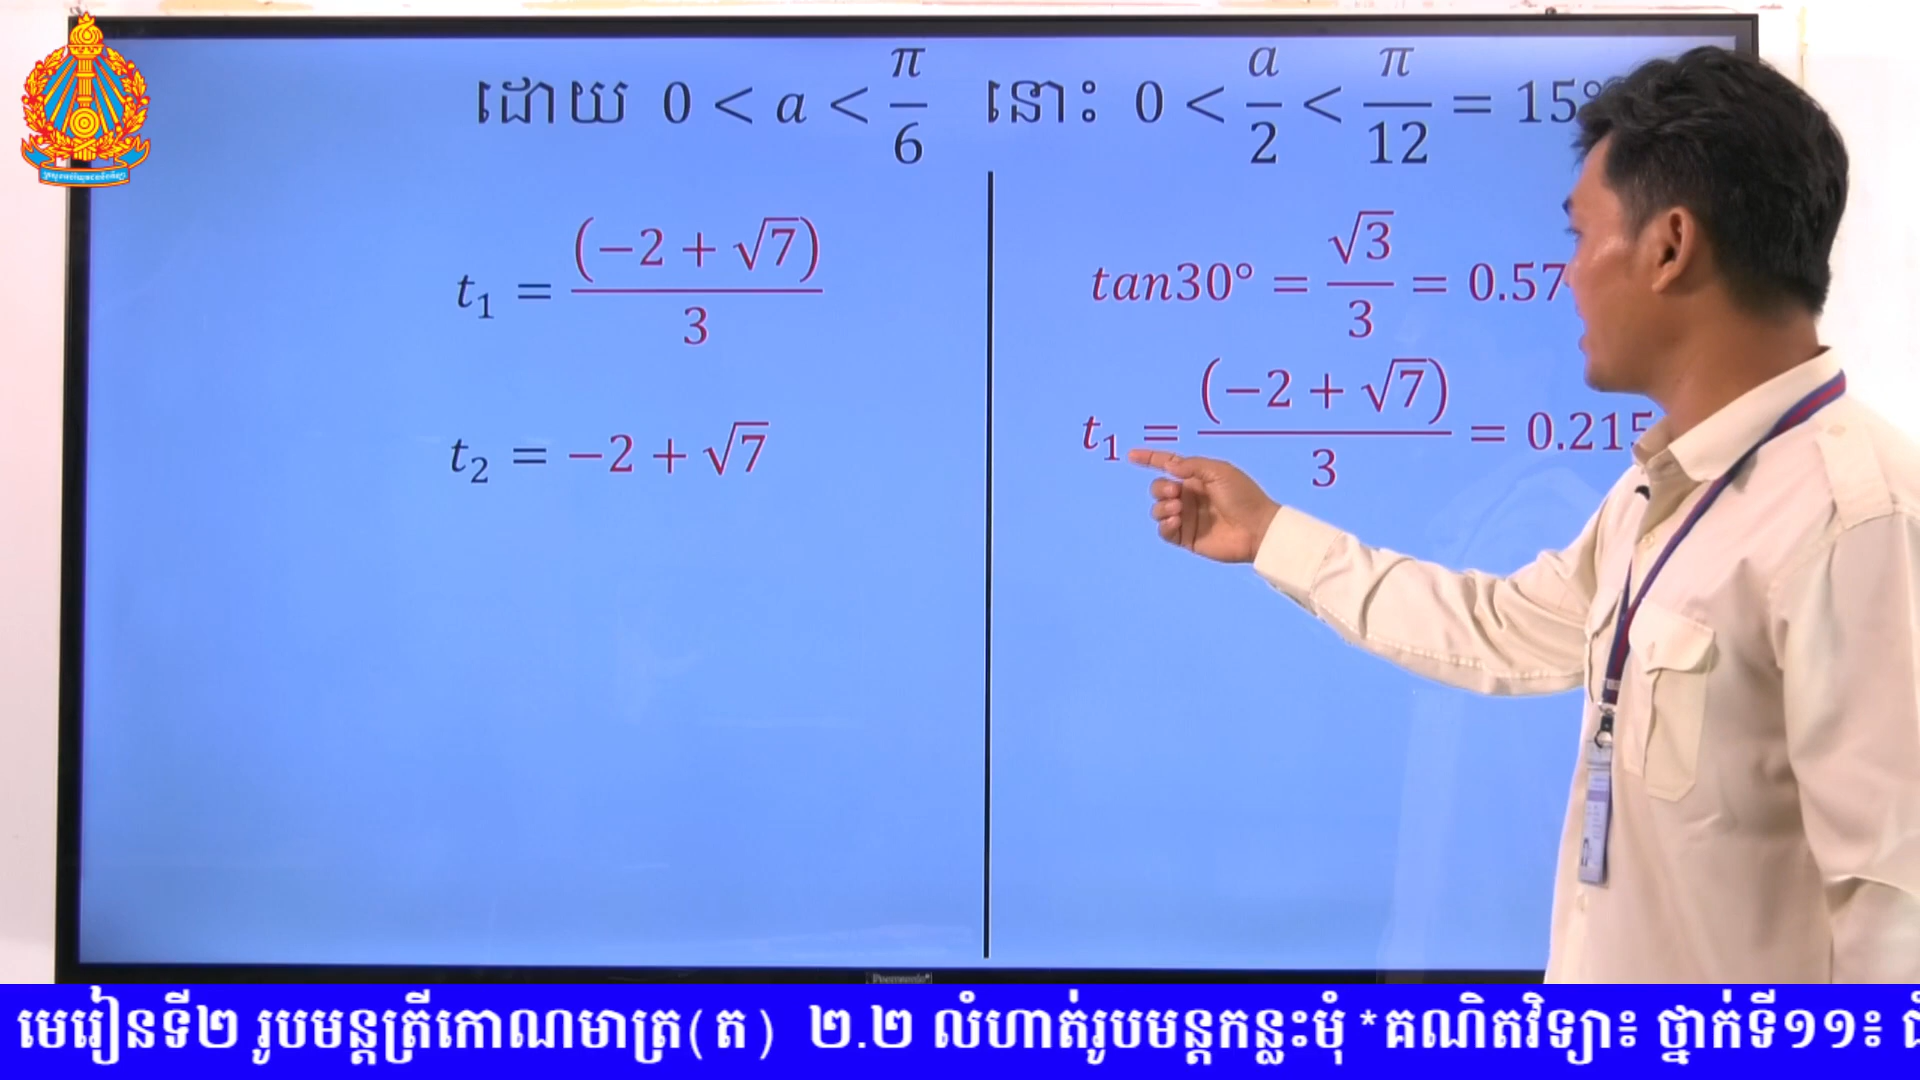 ដោយ 0 < a < π/6 នោះ 0 < a/2 < π/12 = 15°
t₁ = (−2 + √7)/3
t₂ = −2 + √7
tan30° = √3/3 = 0.57
t₁ = (−2 + √7)/3 = 0.215
មេរៀនទី២ រូបមន្តត្រីកោណមាត្រ(ត) ២.២ លំហាត់រូបមន្តកន្លះមុំ *គណិតវិទ្យា៖ ថ្នាក់ទី១១៖